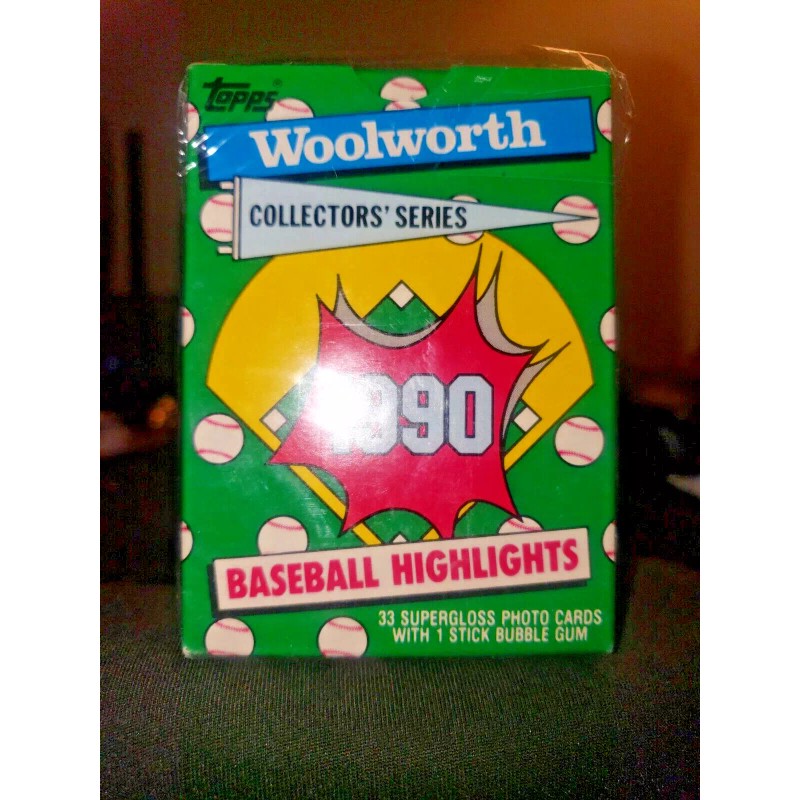 Topps®
Woolworth
COLLECTORS' SERIES
1990
BASEBALL HIGHLIGHTS
33 SUPERGLOSS PHOTO CARDS
WITH 1 STICK BUBBLE GUM